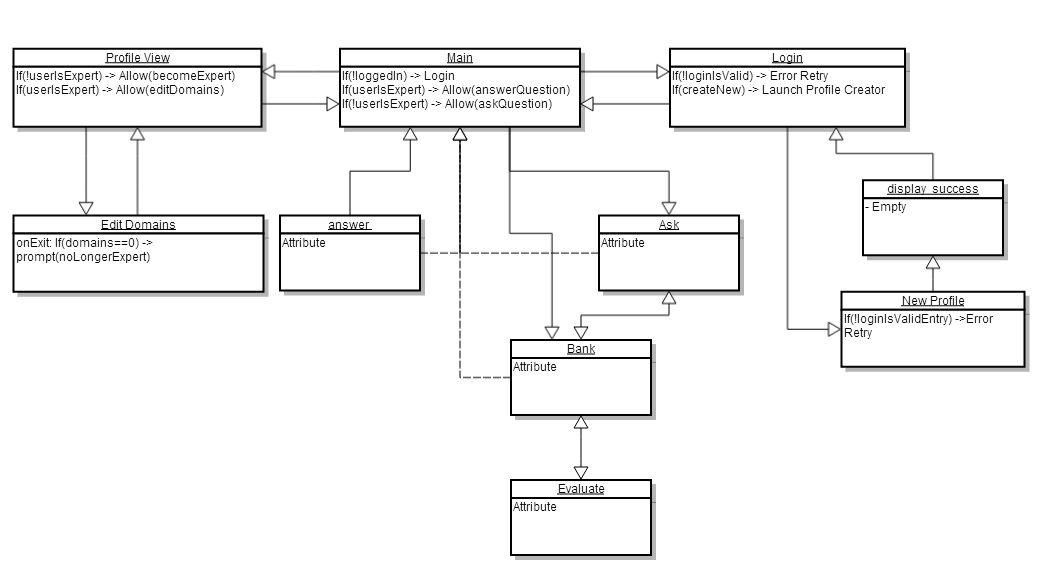 Profile View
If(!userIsExpert) -> Allow(becomeExpert)
If(userIsExpert) -> Allow(editDomains)
Main
If(!loggedIn) -> Login
If(userIsExpert) -> Allow(answerQuestion)
If(!userIsExpert) -> Allow(askQuestion)
Login
If(!loginIsValid) -> Error Retry
If(createNew) -> Launch Profile Creator
display_success
- Empty
Edit Domains
onExit: If(domains==0) ->
prompt(noLongerExpert)
answer
Attribute
Ask
Attribute
New Profile
If(!loginIsValidEntry) ->Error
Retry
Bank
Attribute
Evaluate
Attribute